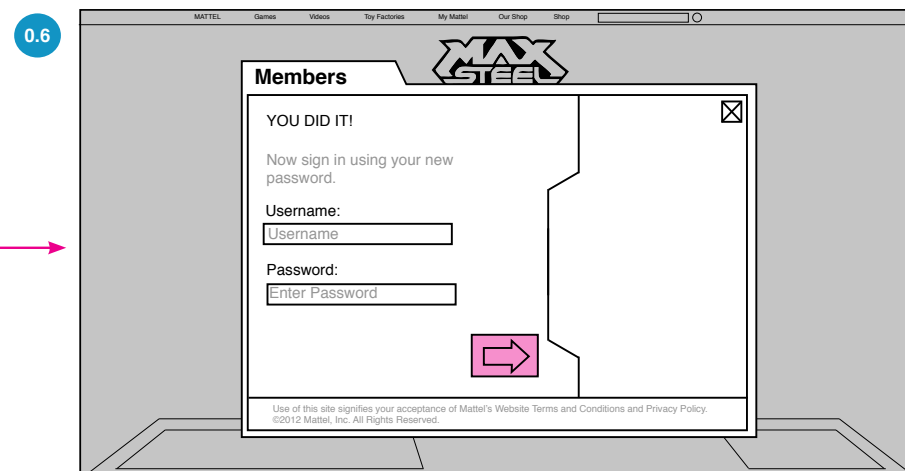 0.6
MATTEL Games Videos Toy Factories My Mattel Our Shop Shop
MAX
STEEL
Members
YOU DID IT!
Now sign in using your new
password.
Username:
Username
Password:
Enter Password
Use of this site signifies your acceptance of Mattel's Website Terms and Conditions and Privacy Policy.
©2012 Mattel, Inc. All Rights Reserved.